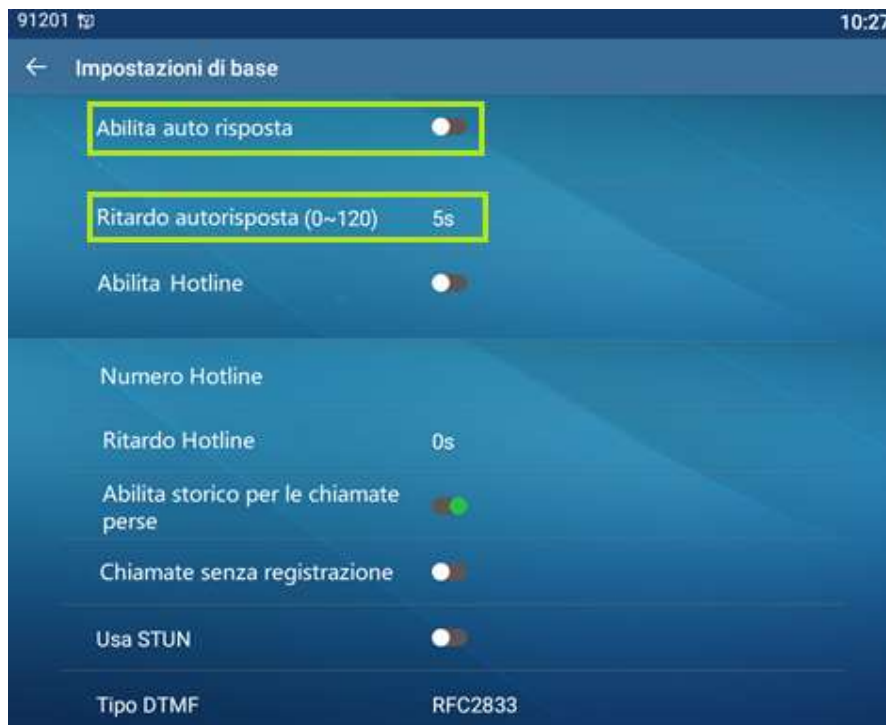 91201 10:27
Impostazioni di base
Abilita auto risposta
Ritardo autorisposta (0~120) 5s
Abilita Hotline
Numero Hotline
Ritardo Hotline 0s
Abilita storico per le chiamate
perse
Chiamate senza registrazione
Usa STUN
Tipo DTMF RFC2833